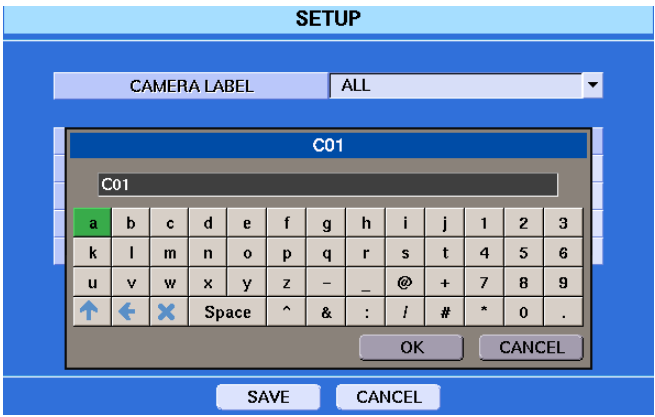 SETUP
CAMERA LABEL ALL
C01
C01
a b c d e f g h i j 1 2 3
k l m n o p q r s t 4 5 6
u v w x y z - _ @ + 7 8 9
Space ^ & : / # * 0 .
OK CANCEL
SAVE CANCEL